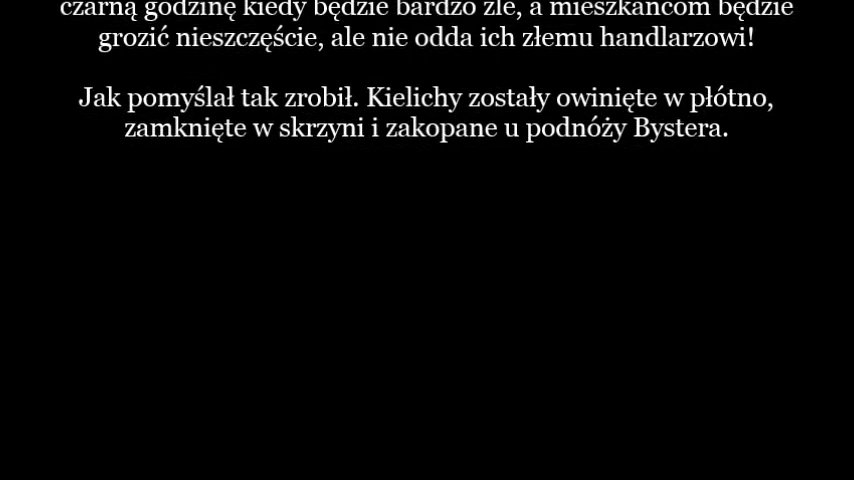 czarną godzinę kiedy będzie bardzo źle, a mieszkańcom będzie
grozić nieszczęście, ale nie odda ich złemu handlarzowi!
Jak pomyślał tak zrobił. Kielichy zostały owinięte w płótno,
zamknięte w skrzyni i zakopane u podnóży Bystera.